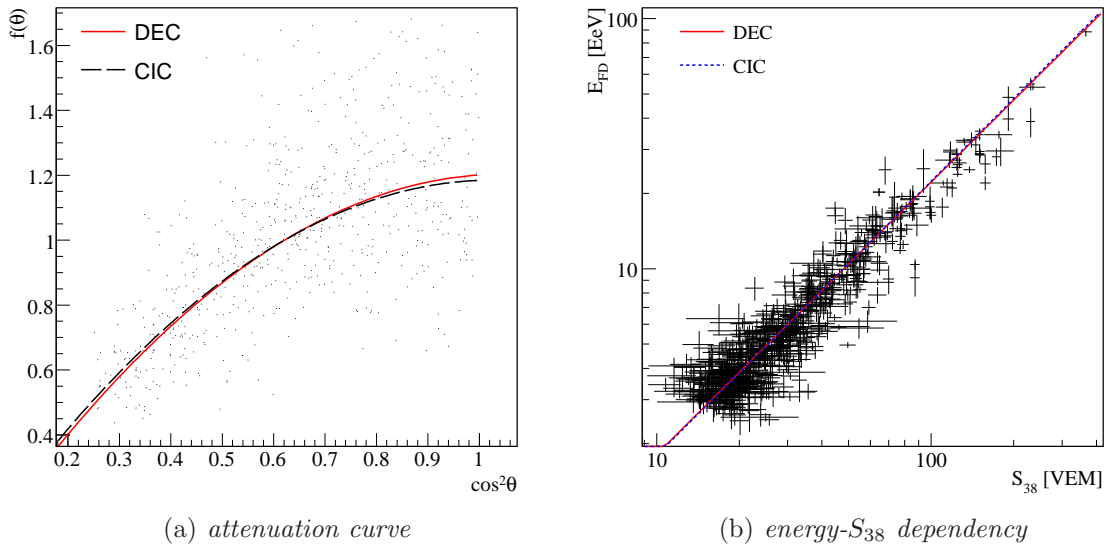 f(θ)
1.6
1.4
1.2
1
0.8
0.6
0.4
DEC
CIC
0.2 0.3 0.4 0.5 0.6 0.7 0.8 0.9 1
cos²θ
(a) attenuation curve
E_FD [EeV]
100
10
DEC
CIC
10 100
S_38 [VEM]
(b) energy-S_38 dependency